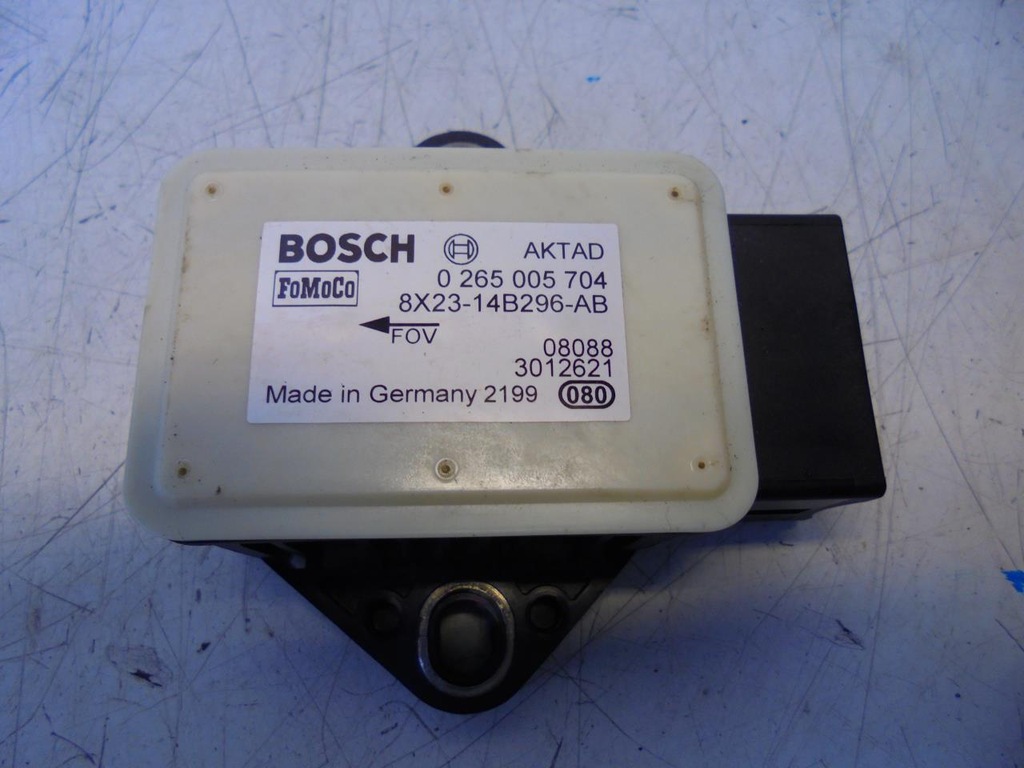 BOSCH AKTAD
FoMoCo 0 265 005 704
8X23-14B296-AB
FOV
08088
3012621
Made in Germany 2199 080